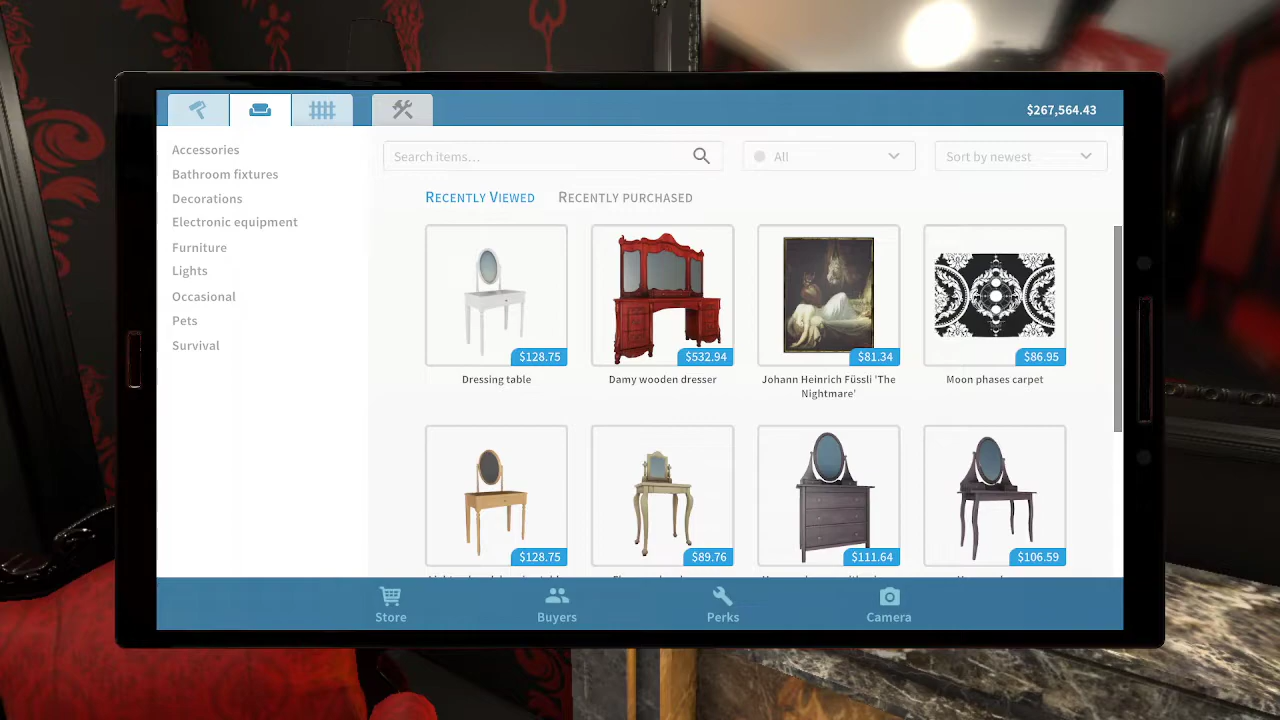 $267,564.43
Accessories
Bathroom fixtures
Decorations
Electronic equipment
Furniture
Lights
Occasional
Pets
Survival
Search items...
All
Sort by newest
Recently Viewed
Recently purchased
$128.75
Dressing table
$532.94
Damy wooden dresser
$81.34
Johann Heinrich Füssli 'The
Nightmare'
$86.95
Moon phases carpet
$128.75
$89.76
$111.64
$106.59
Store
Buyers
Perks
Camera